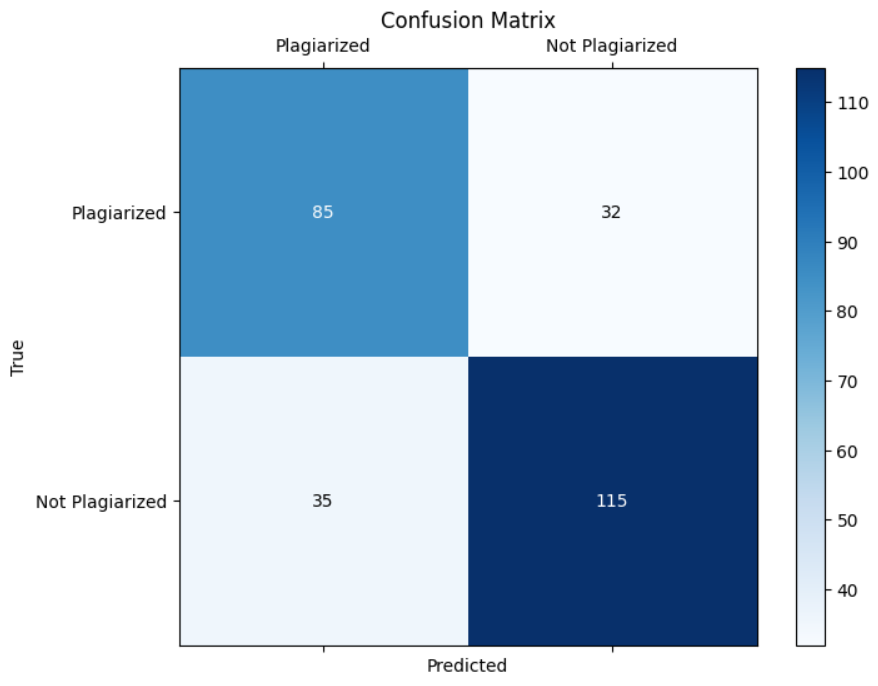 Confusion Matrix
Plagiarized Not Plagiarized
Plagiarized 85 32
Not Plagiarized 35 115
True
Predicted
110
100
90
80
70
60
50
40